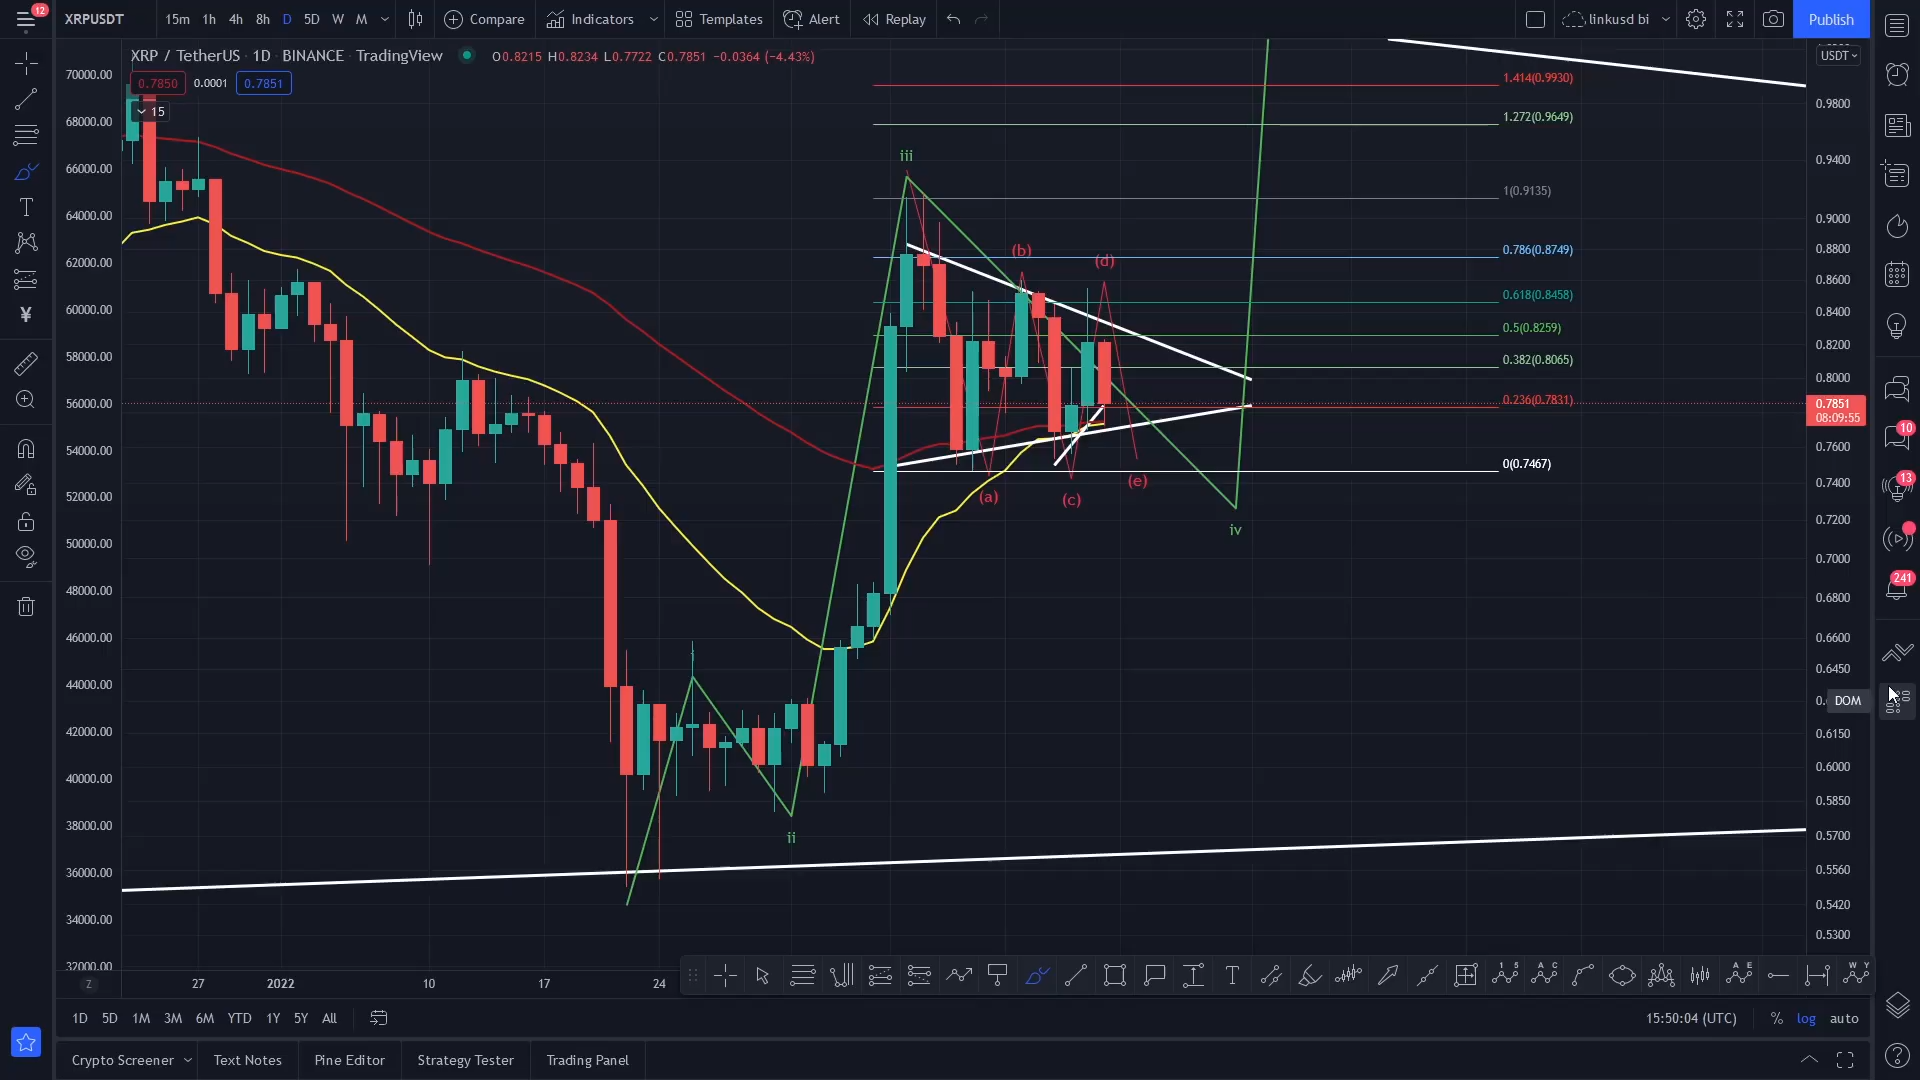 12
XRPUSDT
15m 1h 4h 8h D 5D W M
Compare
Indicators
Templates
Alert
Replay
linkusd bi
Publish
XRP / TetherUS · 1D · BINANCE · TradingView
O0.8215 H0.8234 L0.7722 C0.7851 −0.0364 (−4.43%)
USDT
0.7850
0.0001
0.7851
15
70000.00
68000.00
66000.00
64000.00
62000.00
60000.00
58000.00
56000.00
54000.00
52000.00
50000.00
48000.00
46000.00
44000.00
42000.00
40000.00
38000.00
36000.00
34000.00
32000.00
1.414(0.9930)
1.272(0.9649)
1(0.9135)
0.786(0.8749)
0.618(0.8458)
0.5(0.8259)
0.382(0.8065)
0.236(0.7831)
0(0.7467)
iii
(b)
(d)
(a)
(c)
(e)
iv
i
ii
0.9800
0.9400
0.9000
0.8800
0.8600
0.8400
0.8200
0.8000
0.7851
08:09:55
0.7600
0.7400
0.7200
0.7000
0.6800
0.6600
0.6450
DOM
0.6150
0.6000
0.5850
0.5700
0.5560
0.5420
0.5300
10
13
241
Z
27 2022 10 17 24
1D 5D 1M 3M 6M YTD 1Y 5Y All
15:50:04 (UTC)
% log auto
Crypto Screener
Text Notes
Pine Editor
Strategy Tester
Trading Panel